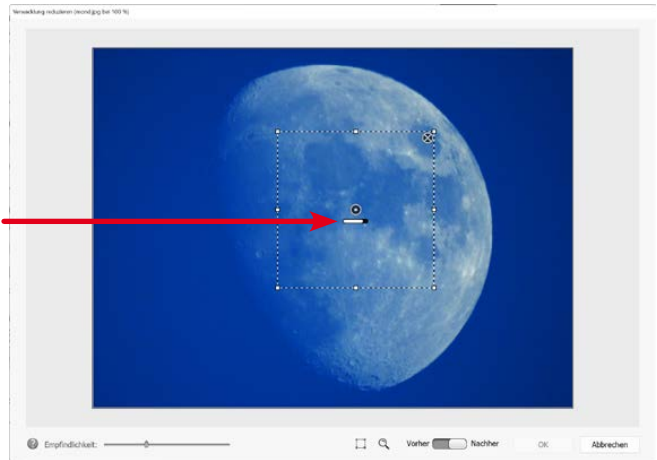 Verwacklung reduzieren (mond.jpg bei 100 %)
Empfindlichkeit:
Vorher
Nachher
OK
Abbrechen